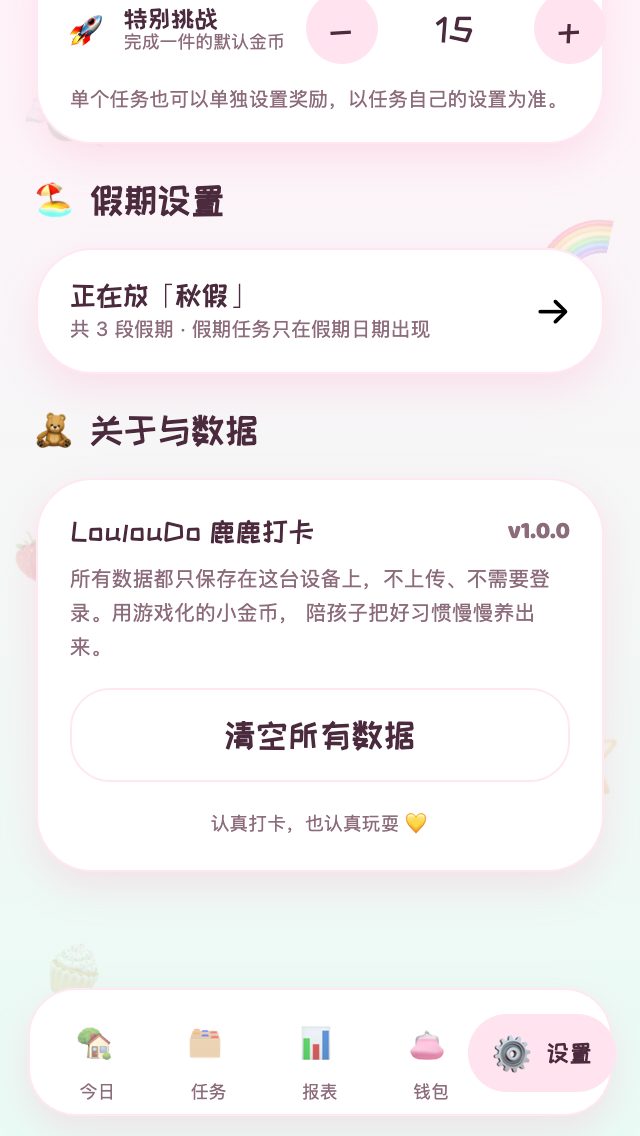 特别挑战
完成一件的默认金币
− 15 +
单个任务也可以单独设置奖励，以任务自己的设置为准。
假期设置
正在放「秋假」
共 3 段假期 · 假期任务只在假期日期出现
关于与数据
LoulouDo 鹿鹿打卡 v1.0.0
所有数据都只保存在这台设备上，不上传、不需要登
录。用游戏化的小金币， 陪孩子把好习惯慢慢养出
来。
清空所有数据
认真打卡，也认真玩耍 💛
今日 任务 报表 钱包 设置